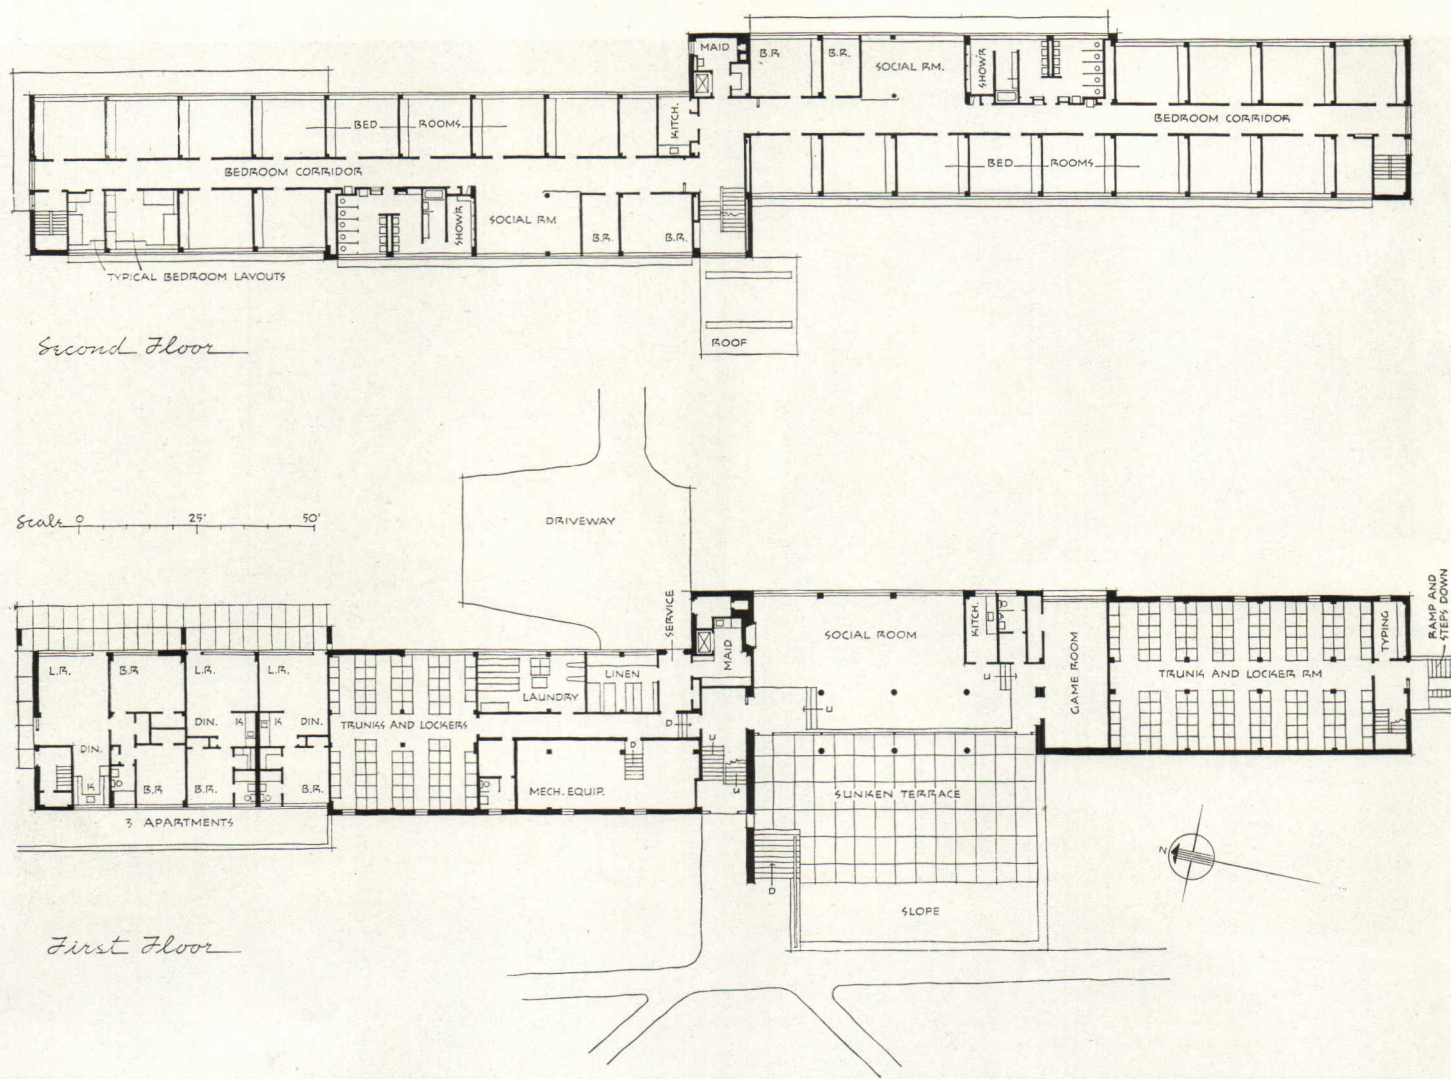 MAID
B.R.
B.R.
SOCIAL RM.
SHOW'R
BED ROOMS
KITCH.
BEDROOM CORRIDOR
BEDROOM CORRIDOR
BED ROOMS
SOCIAL RM
SHOW'R
B.R.
B.R.
TYPICAL BEDROOM LAYOUTS
ROOF
Second Floor
Scale 0 25' 50'
DRIVEWAY
SERVICE
RAMP AND
STEPS DOWN
L.R.
B.R
L.R.
L.R.
MAID
SOCIAL ROOM
KITCH.
GAME ROOM
TYPING
TRUNK AND LOCKER RM
LAUNDRY
LINEN
DIN.
K
K
DIN.
TRUNKS AND LOCKERS
D
U
U
DIN.
K
B.R
B.R.
B.R.
D
U
U
MECH. EQUIP.
SUNKEN TERRACE
3 APARTMENTS
N
D
SLOPE
First Floor